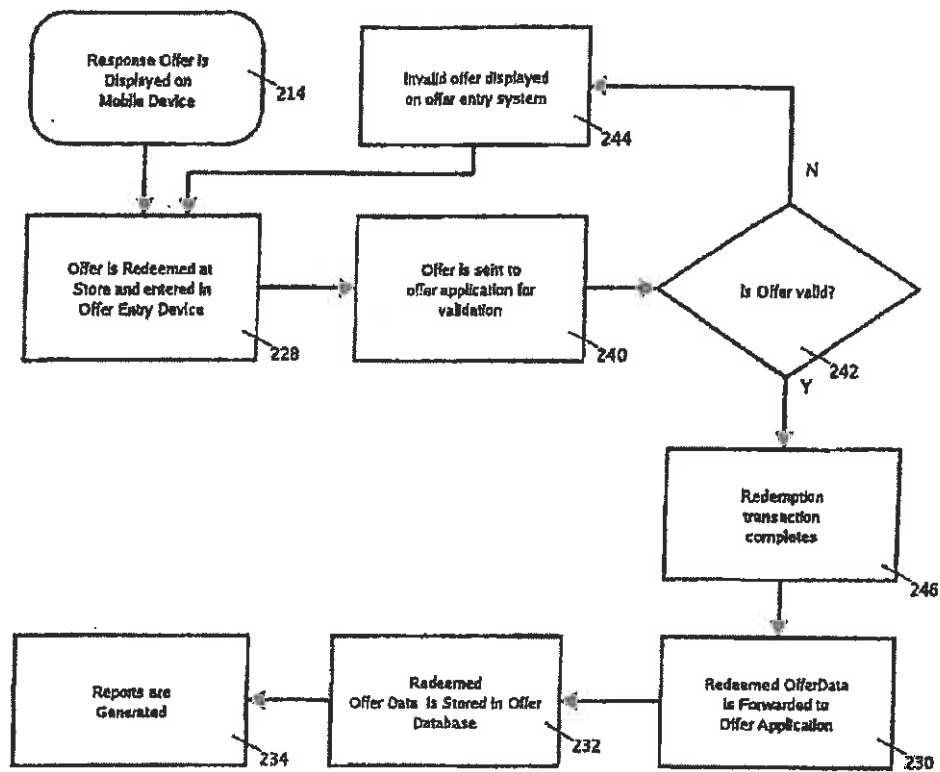 Response Offer is
Displayed on
Mobile Device
214
Invalid offer displayed
on offer entry system
244
N
Offer is Redeemed at
Store and entered in
Offer Entry Device
228
Offer is sent to
offer application for
validation
240
Is Offer valid?
242
Y
Redemption
transaction
completes
246
Reports are
Generated
234
Redeemed
Offer Data is Stored in Offer
Database
232
Redeemed OfferData
is Forwarded to
Offer Application
230